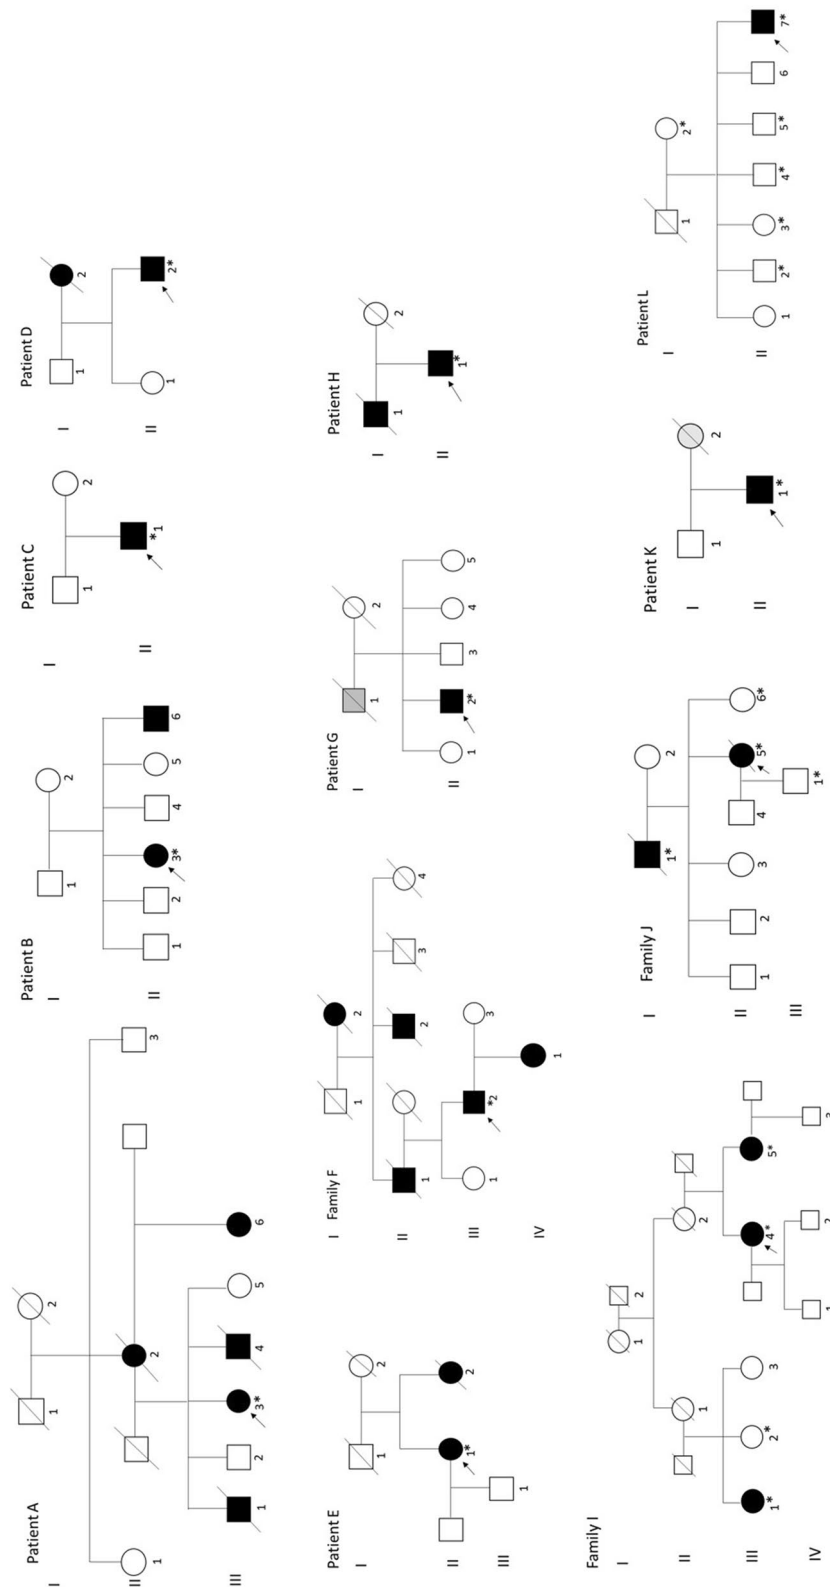 Patient A
I 1 2
II 1 2 3
III 1 2 3* 4 5 6
Patient B
I 1 2
II 1 2 3* 4 5 6
Patient C
I 1 2
II *1
Patient D
I 1 2
II 1 2*
Patient E
I 1 2
II 1* 2
III 1
Family F
I 1 2
II 1 2 3 4
III 1 *2 3
IV 1
Patient G
I 1 2
II 1 2* 3 4 5
Patient H
I 1 2
II 1*
Family I
I 1 2
II 1 2
III 1* 2* 3 4* 5*
IV 1 2 3
Family J
I 1* 2
II 1 2 3 4 5* 6*
III 1*
Patient K
I 1 2
II 1*
Patient L
I 1 2*
II 1 2* 3* 4* 5* 6 7*